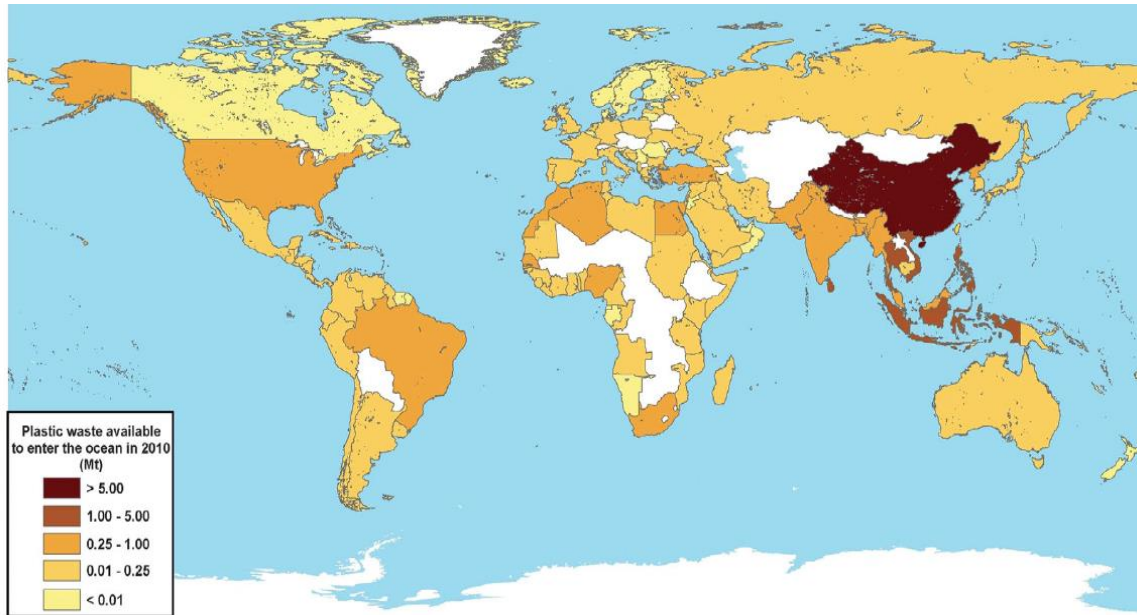 Plastic waste available
to enter the ocean in 2010
(Mt)
> 5.00
1.00 - 5.00
0.25 - 1.00
0.01 - 0.25
< 0.01